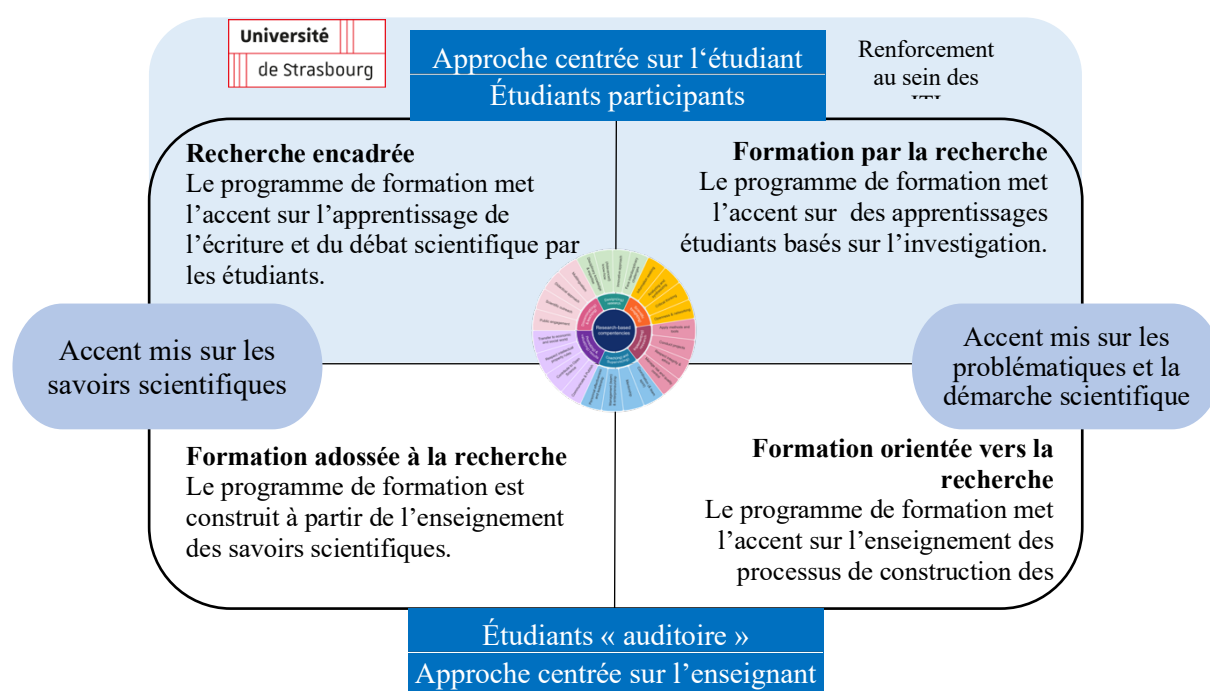 Université
de Strasbourg
Approche centrée sur l‘étudiant
Étudiants participants
Renforcement
au sein des
Recherche encadrée
Le programme de formation met
l’accent sur l’apprentissage de
l’écriture et du débat scientifique par
les étudiants.
Formation par la recherche
Le programme de formation met
l’accent sur des apprentissages
étudiants basés sur l’investigation.
Accent mis sur les
savoirs scientifiques
Research-based
competencies
Accent mis sur les
problématiques et la
démarche scientifique
Formation adossée à la recherche
Le programme de formation est
construit à partir de l’enseignement
des savoirs scientifiques.
Formation orientée vers la
recherche
Le programme de formation met
l’accent sur l’enseignement des
processus de construction des
Étudiants « auditoire »
Approche centrée sur l’enseignant